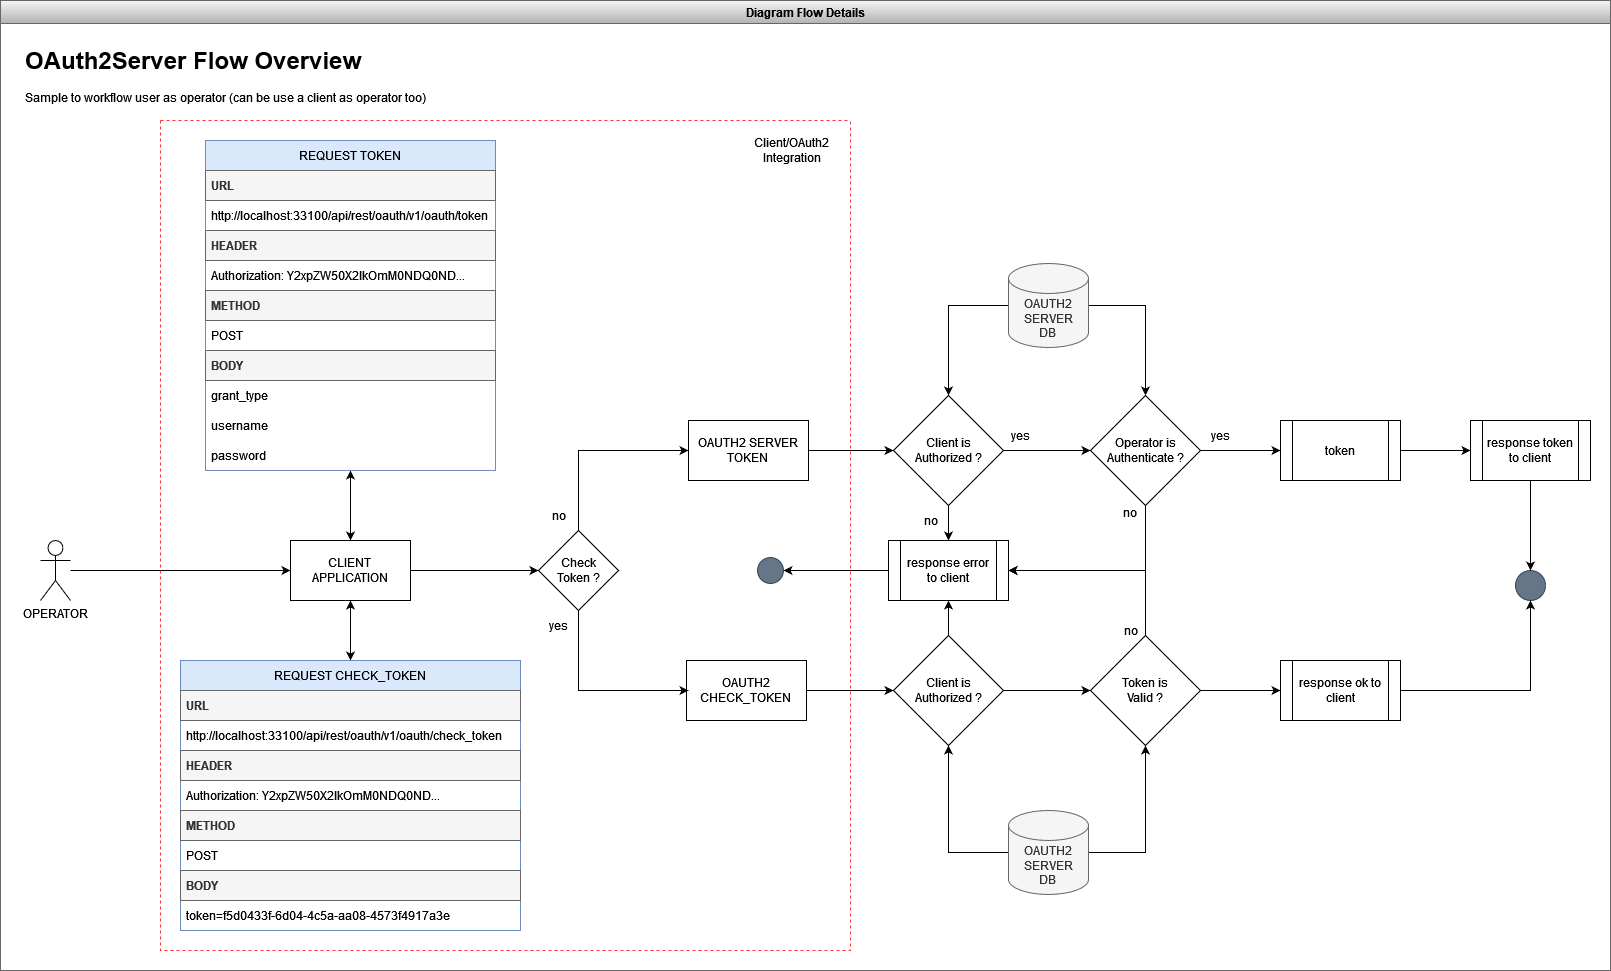 Diagram Flow Details
OAuth2Server Flow Overview
Sample to workflow user as operator (can be use a client as operator too)
Client/OAuth2
Integration
REQUEST TOKEN
URL
http://localhost:33100/api/rest/oauth/v1/oauth/token
HEADER
Authorization: Y2xpZW50X2lkOmM0NDQ0ND...
METHOD
POST
BODY
grant_type
username
password
OAUTH2
SERVER
DB
OAUTH2 SERVER
TOKEN
Client is
Authorized ?
yes
Operator is
Authenticate ?
yes
token
response token
to client
no
no
no
OPERATOR
CLIENT
APPLICATION
Check
Token ?
response error
to client
yes
no
REQUEST CHECK_TOKEN
URL
http://localhost:33100/api/rest/oauth/v1/oauth/check_token
HEADER
Authorization: Y2xpZW50X2lkOmM0NDQ0ND...
METHOD
POST
BODY
token=f5d0433f-6d04-4c5a-aa08-4573f4917a3e
OAUTH2
CHECK_TOKEN
Client is
Authorized ?
Token is
Valid ?
response ok to
client
OAUTH2
SERVER
DB